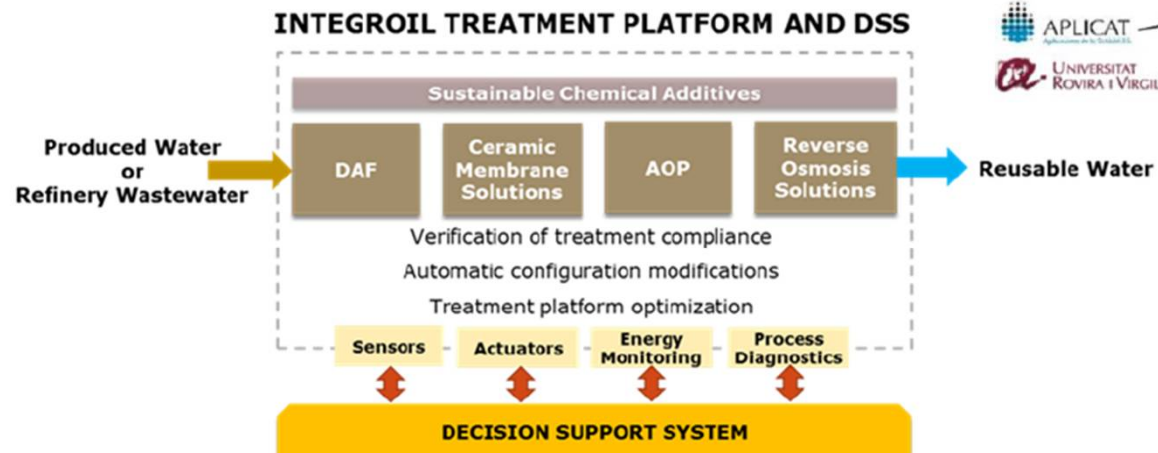 INTEGROIL TREATMENT PLATFORM AND DSS
APLICAT
UNIVERSITAT
ROVIRA I VIRGIL
Sustainable Chemical Additives
Produced Water
or
Refinery Wastewater
DAF
Ceramic
Membrane
Solutions
AOP
Reverse
Osmosis
Solutions
Reusable Water
Verification of treatment compliance
Automatic configuration modifications
Treatment platform optimization
Sensors
Actuators
Energy
Monitoring
Process
Diagnostics
DECISION SUPPORT SYSTEM